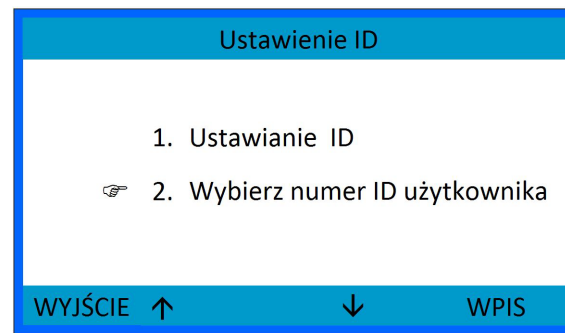 Ustawienie ID
1. Ustawianie ID
☞ 2. Wybierz numer ID użytkownika
WYJŚCIE ↑ ↓ WPIS